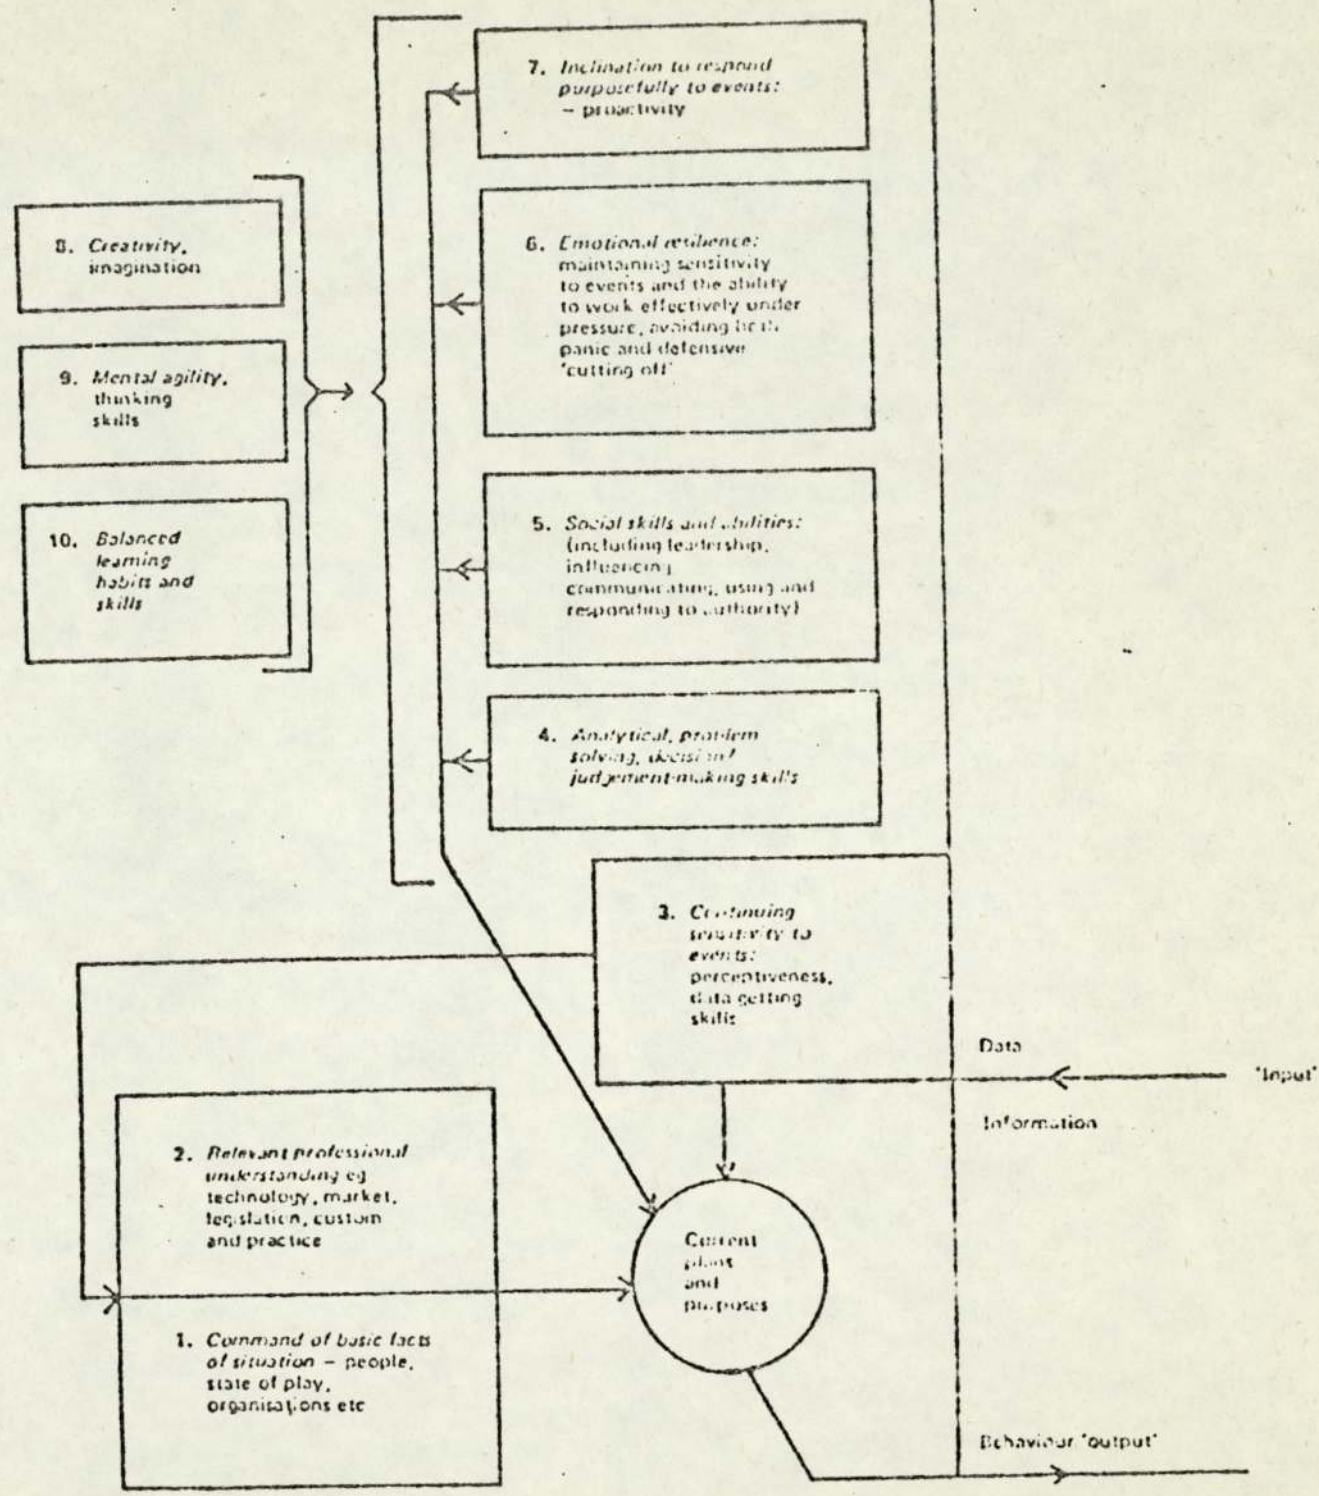 7. Inclination to respond
purposefully to events:
– proactivity
8. Creativity,
imagination
6. Emotional resilience:
maintaining sensitivity
to events and the ability
to work effectively under
pressure, avoiding both
panic and defensive
'cutting off'
9. Mental agility,
thinking
skills
10. Balanced
learning
habits and
skills
5. Social skills and abilities:
(including leadership,
influencing
communicating, using and
responding to authority)
4. Analytical, problem
solving, decision/
judgement-making skills
3. Continuing
sensitivity to
events:
perceptiveness,
data getting
skills
Data
'Input'
Information
2. Relevant professional
understanding eg
technology, market,
legislation, custom
and practice
Current
plans
and
purposes
1. Command of basic facts
of situation – people,
state of play,
organisations etc
Behaviour 'output'